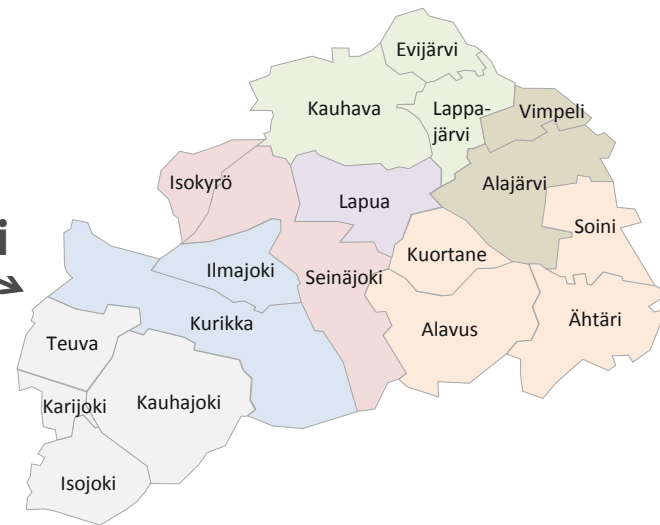 Evijärvi
Kauhava
Lappa-
järvi
Vimpeli
Isokyrö
Lapua
Alajärvi
Soini
i
Kuortane
Ilmajoki
Seinäjoki
Kurikka
Alavus
Ähtäri
Teuva
Karijoki
Kauhajoki
Isojoki